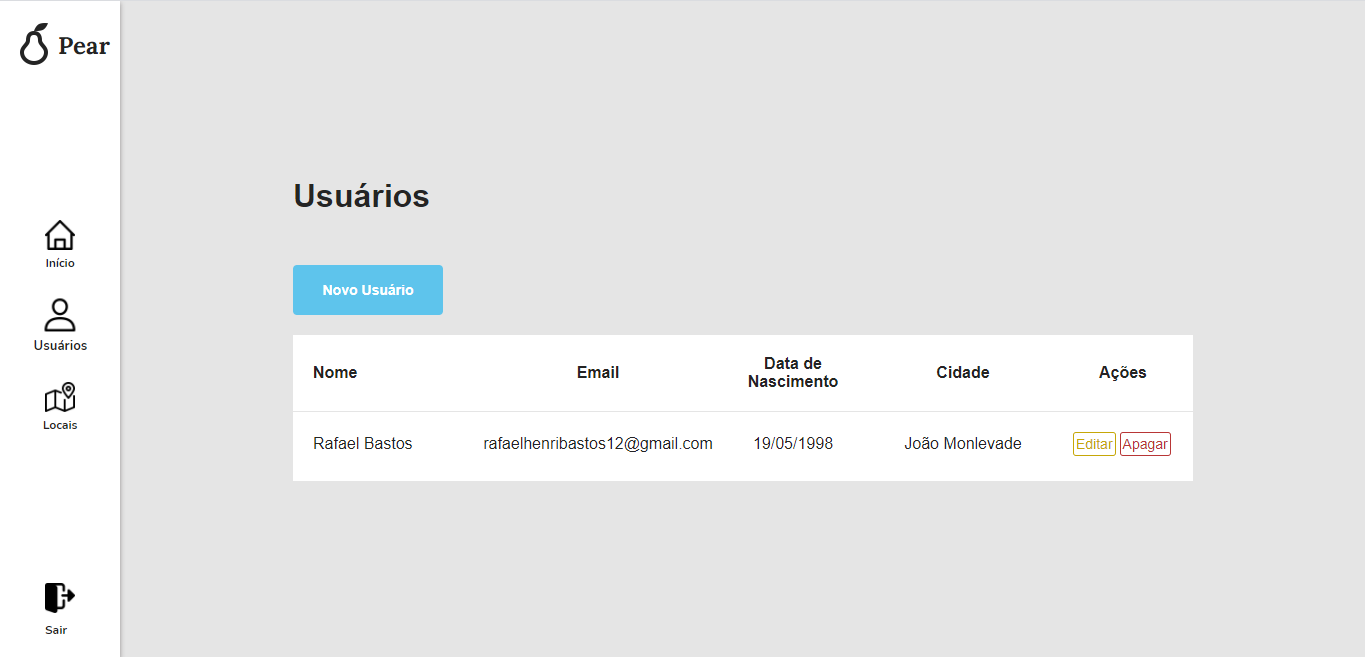 Pear
Início
Usuários
Locais
Sair
Usuários
Novo Usuário
Nome Email Data de Nascimento Cidade Ações
Rafael Bastos rafaelhenribastos12@gmail.com 19/05/1998 João Monlevade Editar Apagar